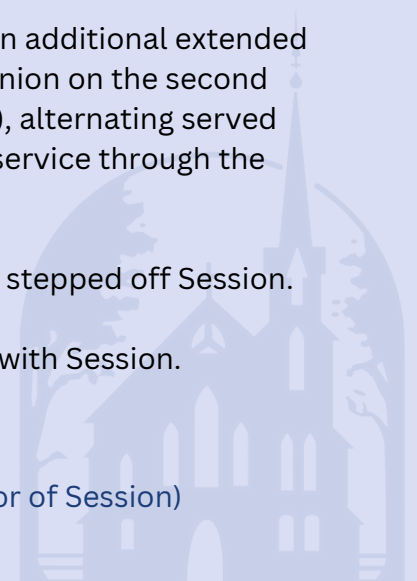 n additional extended
nion on the second
), alternating served
service through the
stepped off Session.
with Session.
or of Session)